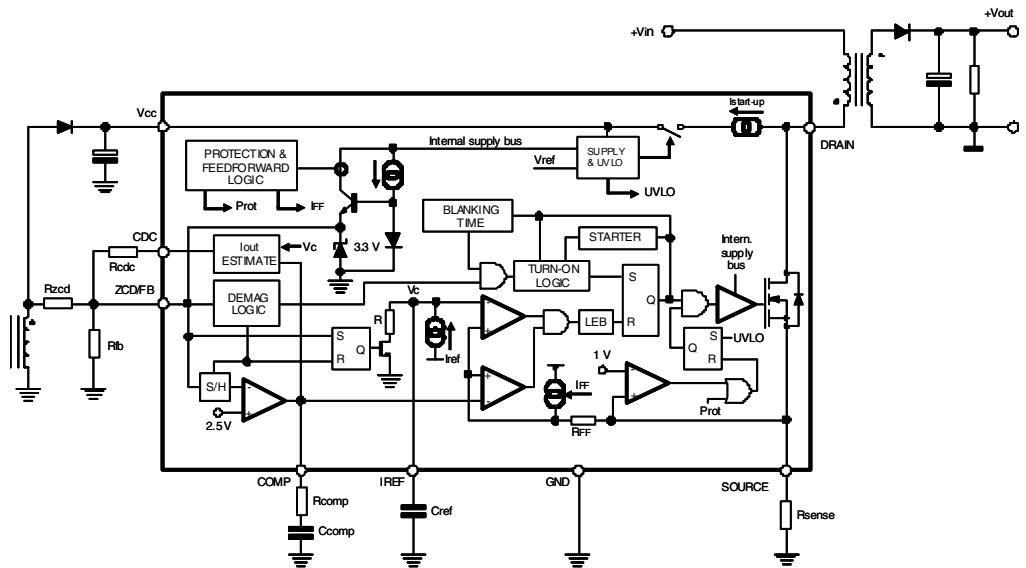 +Vin
+Vout
Vcc
Istart-up
DRAIN
PROTECTION &
FEEDFORWARD
LOGIC
Internal supply bus
SUPPLY
& UVLO
Vref
UVLO
Prot
IFF
BLANKING
TIME
CDC
Rcdc
Iout
ESTIMATE
Vc
3.3 V
STARTER
Intern.
supply
bus
TURN-ON
LOGIC
S
Q
R
Rzcd
ZCD/FB
DEMAG
LOGIC
Vc
R
Iref
LEB
S
Q
R
UVLO
S
Q
R
Rfb
S/H
-
+
2.5 V
-
+
+
-
1 V
-
+
IFF
RFF
Prot
COMP
IREF
GND
SOURCE
Rcomp
Ccomp
Cref
Rsense